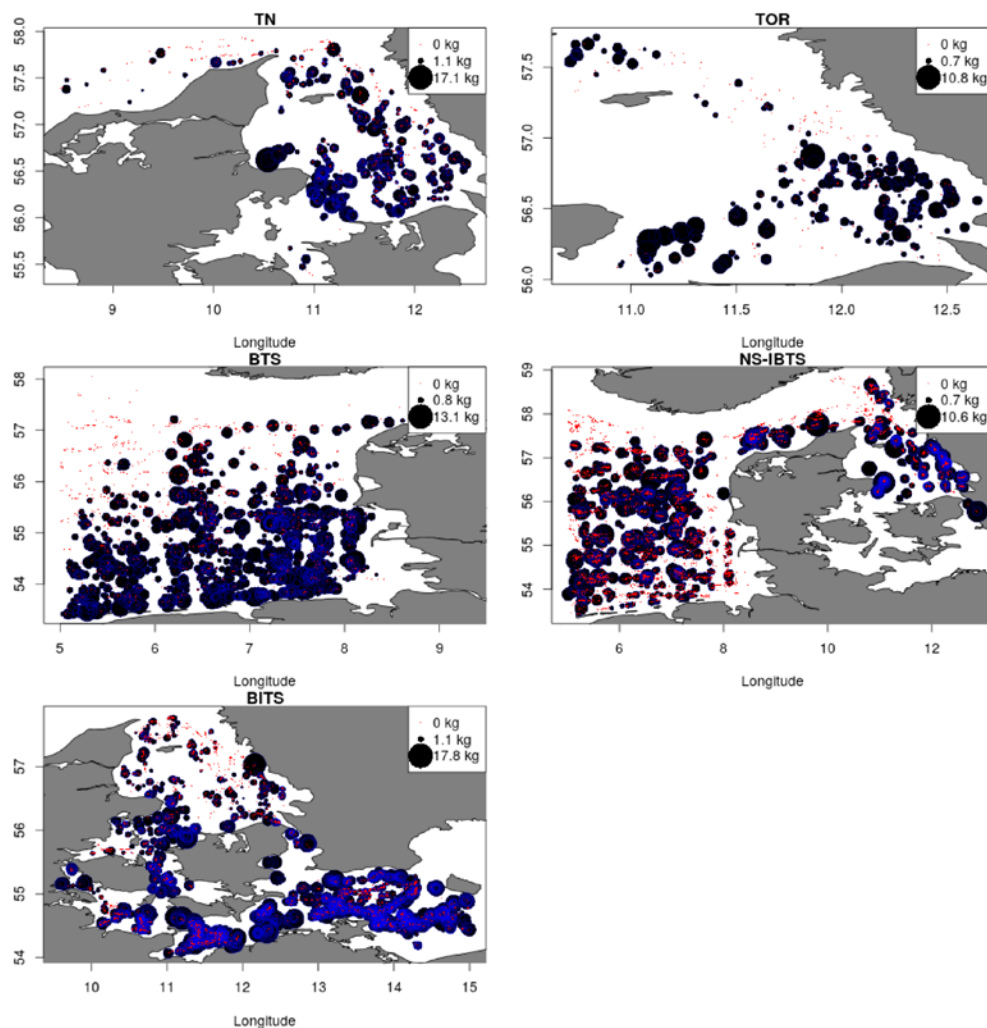 TN
0 kg
1.1 kg
17.1 kg
58.0
57.5
57.0
56.5
56.0
55.5
9 10 11 12
Longitude
TOR
0 kg
0.7 kg
10.8 kg
57.5
57.0
56.5
56.0
11.0 11.5 12.0 12.5
Longitude
BTS
0 kg
0.8 kg
13.1 kg
58
57
56
55
54
5 6 7 8 9
Longitude
NS-IBTS
0 kg
0.7 kg
10.6 kg
59
58
57
56
55
54
6 8 10 12
Longitude
BITS
0 kg
1.1 kg
17.8 kg
57
56
55
54
10 11 12 13 14 15
Longitude